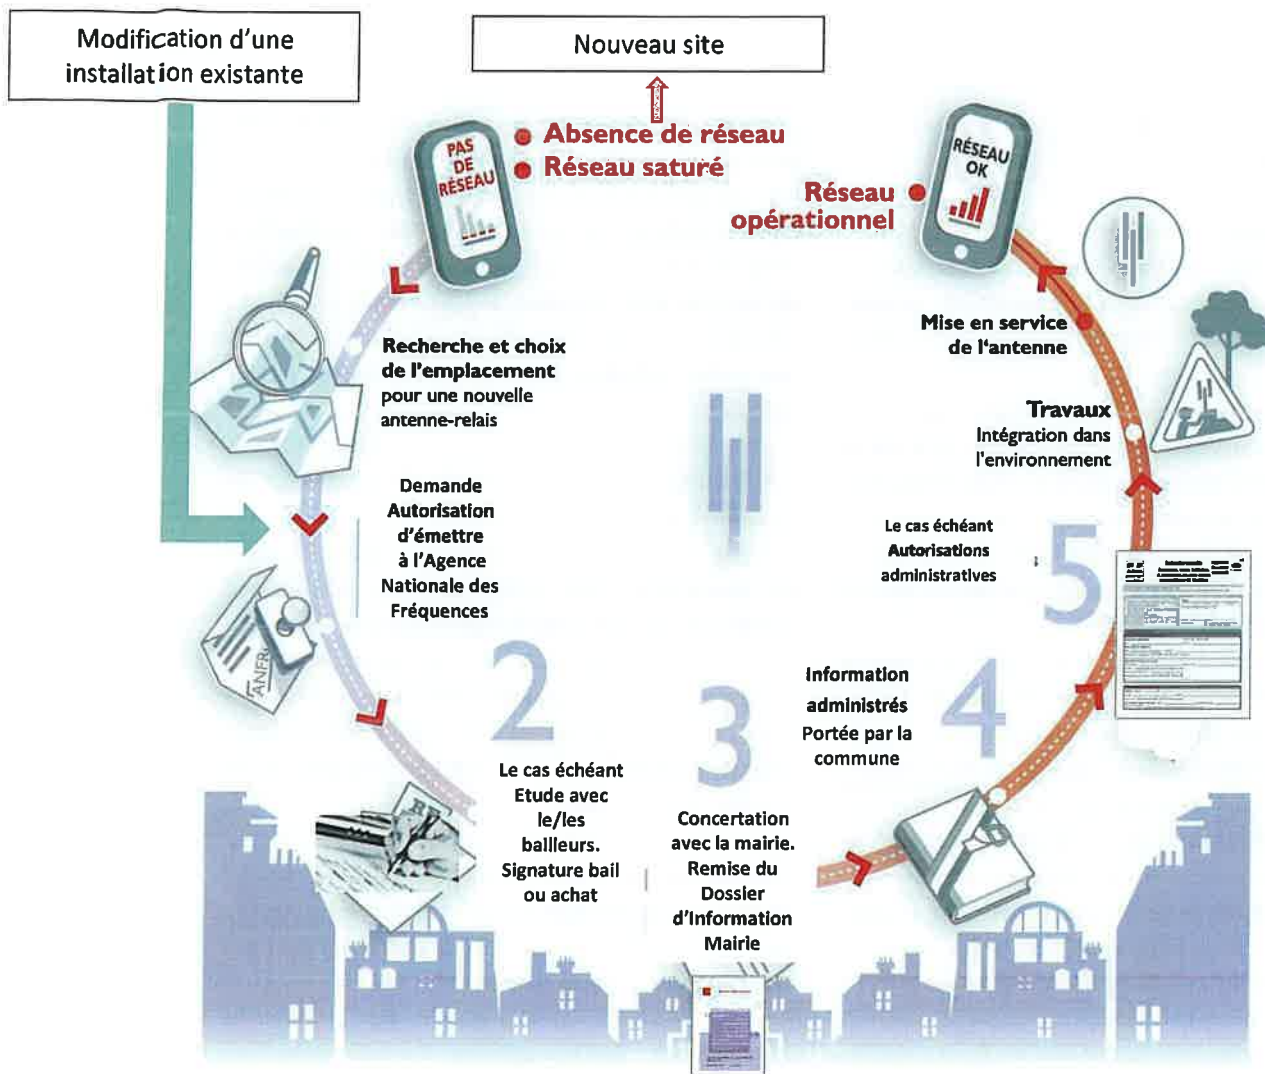 Modification d'une
installation existante
Nouveau site
Absence de réseau
Réseau saturé
PAS
DE
RÉSEAU
RÉSEAU
OK
Réseau
opérationnel
Recherche et choix
de l'emplacement
pour une nouvelle
antenne-relais
Demande
Autorisation
d'émettre
à l'Agence
Nationale des
Fréquences
ANFR
2
Le cas échéant
Etude avec
le/les
bailleurs.
Signature bail
ou achat
3
Concertation
avec la mairie.
Remise du
Dossier
d'Information
Mairie
4
Information
administrés
Portée par la
commune
5
Le cas échéant
Autorisations
administratives
Travaux
Intégration dans
l'environnement
Mise en service
de l'antenne